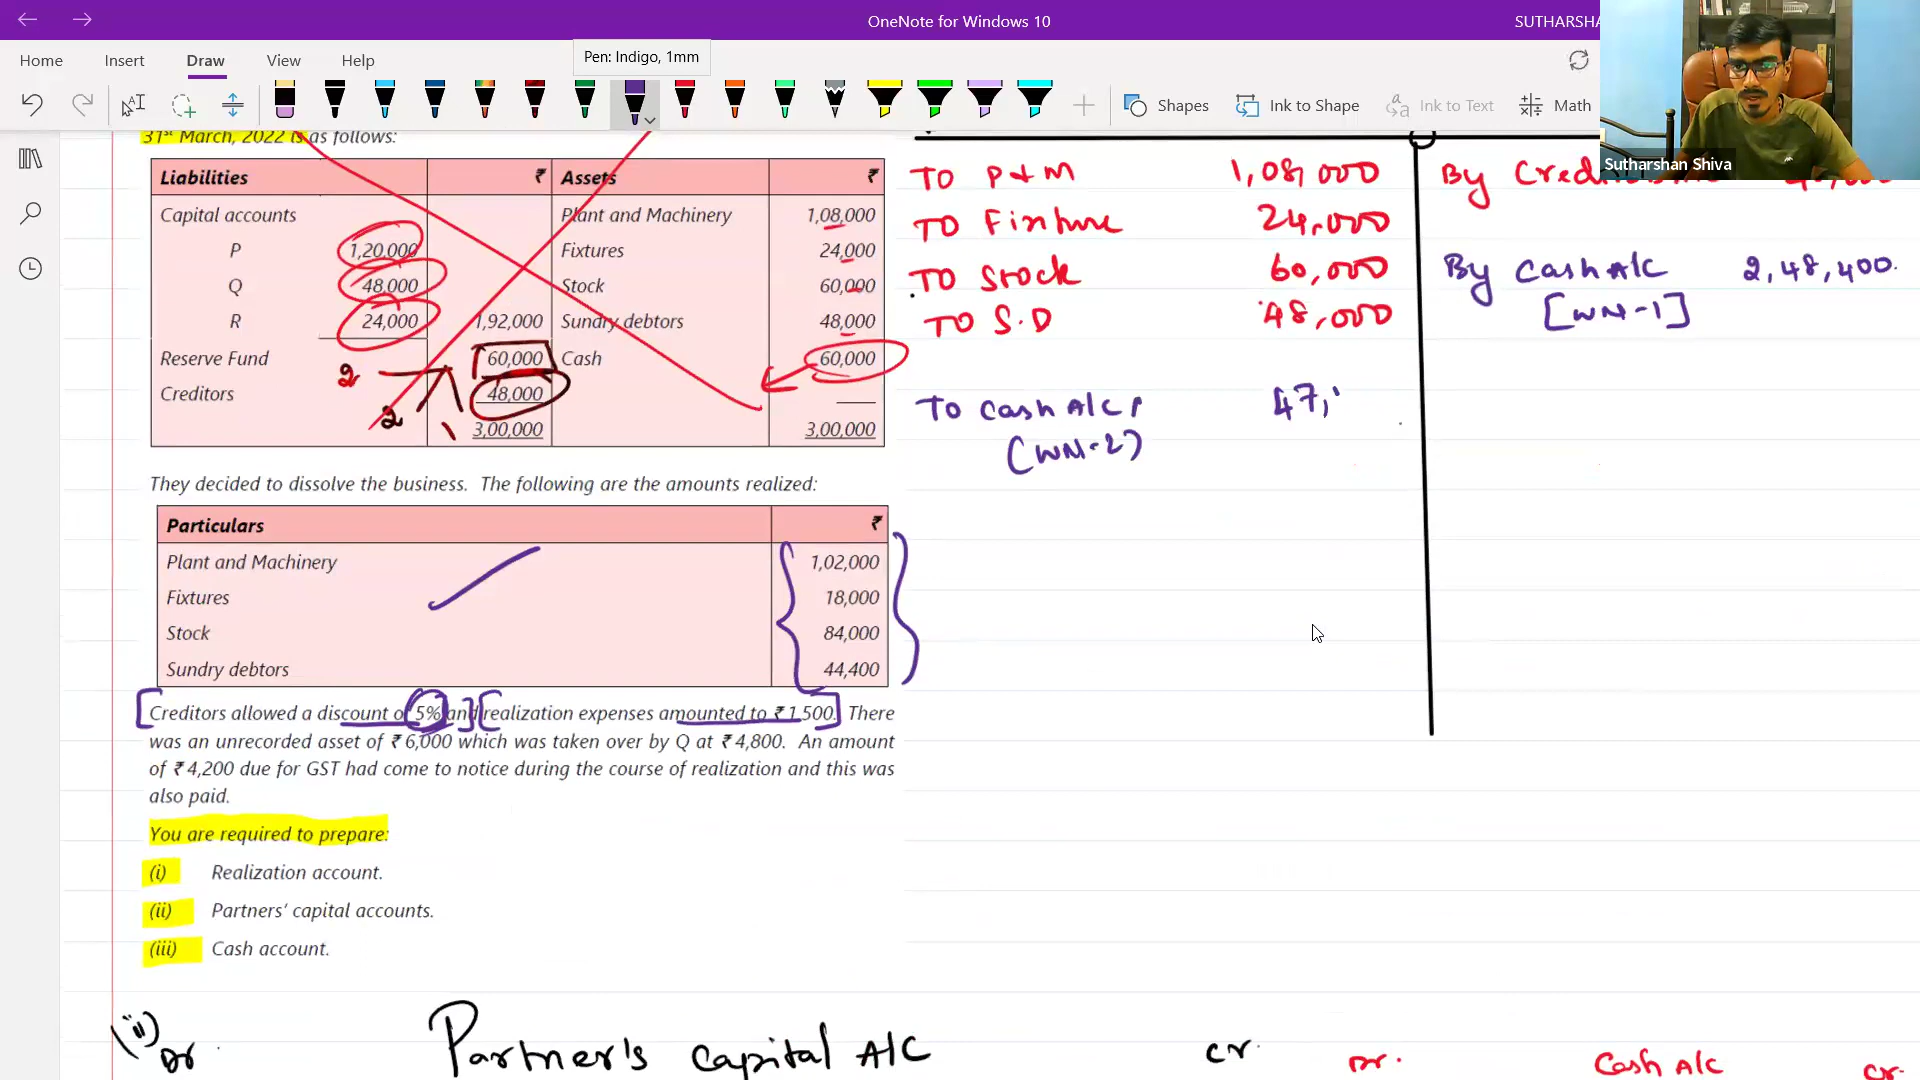 OneNote for Windows 10
SUTHARSHA
Home Insert Draw View Help
Pen: Indigo, 1mm
Shapes Ink to Shape Ink to Text Math
Sutharshan Shiva
31st March, 2022 is as follows:
Liabilities ₹ Assets ₹
Capital accounts Plant and Machinery 1,08,000
P 1,20,000 Fixtures 24,000
Q 48,000 Stock 60,000
R 24,000 1,92,000 Sundry debtors 48,000
Reserve Fund 60,000 Cash 60,000
Creditors 48,000
3,00,000 3,00,000
2
2 1
They decided to dissolve the business. The following are the amounts realized:
Particulars ₹
Plant and Machinery 1,02,000
Fixtures 18,000
Stock 84,000
Sundry debtors 44,400
Creditors allowed a discount of 5% and realization expenses amounted to ₹ 1,500. There
was an unrecorded asset of ₹ 6,000 which was taken over by Q at ₹ 4,800. An amount
of ₹ 4,200 due for GST had come to notice during the course of realization and this was
also paid.
You are required to prepare:
(i) Realization account.
(ii) Partners' capital accounts.
(iii) Cash account.
To P & M 1,08,000
To Fixture 24,000
To Stock 60,000
To S.D 48,000
To Cash A/c
(WN-2) 47,
By
By Cash A/c 2,48,400.
[WN-1]
(ii)
Dr Partner's capital A/C Cr.
Dr. Cash A/c Cr.